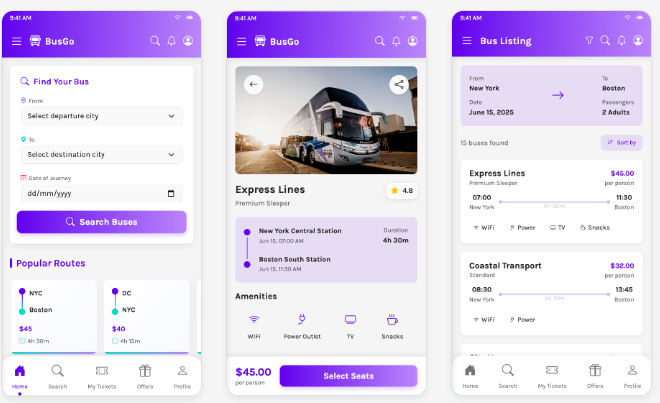 9:41 AM
BusGo
Find Your Bus
From
Select departure city
To
Select destination city
Date of Journey
dd/mm/yyyy
Search Buses
Popular Routes
NYC
Boston
$45
4h 30m
DC
NYC
$40
4h 15m
Home
Search
My Tickets
Offers
Profile
9:41 AM
BusGo
Express Lines
4.8
Premium Sleeper
New York Central Station
Jun 15, 07:00 AM
Duration
4h 30m
Boston South Station
Jun 15, 11:30 AM
Amenities
WiFi
Power Outlet
TV
Snacks
$45.00
per person
Select Seats
9:41 AM
Bus Listing
From
To
New York
Boston
Date
Passengers
June 15, 2025
2 Adults
15 buses found
Sort by
Express Lines
$45.00
Premium Sleeper
per person
07:00
11:30
New York
4h 30m
Boston
WiFi
Power
TV
Snacks
Coastal Transport
$32.00
Standard
per person
08:30
13:45
New York
5h 15m
Boston
WiFi
Power
Home
Search
My Tickets
Offers
Profile